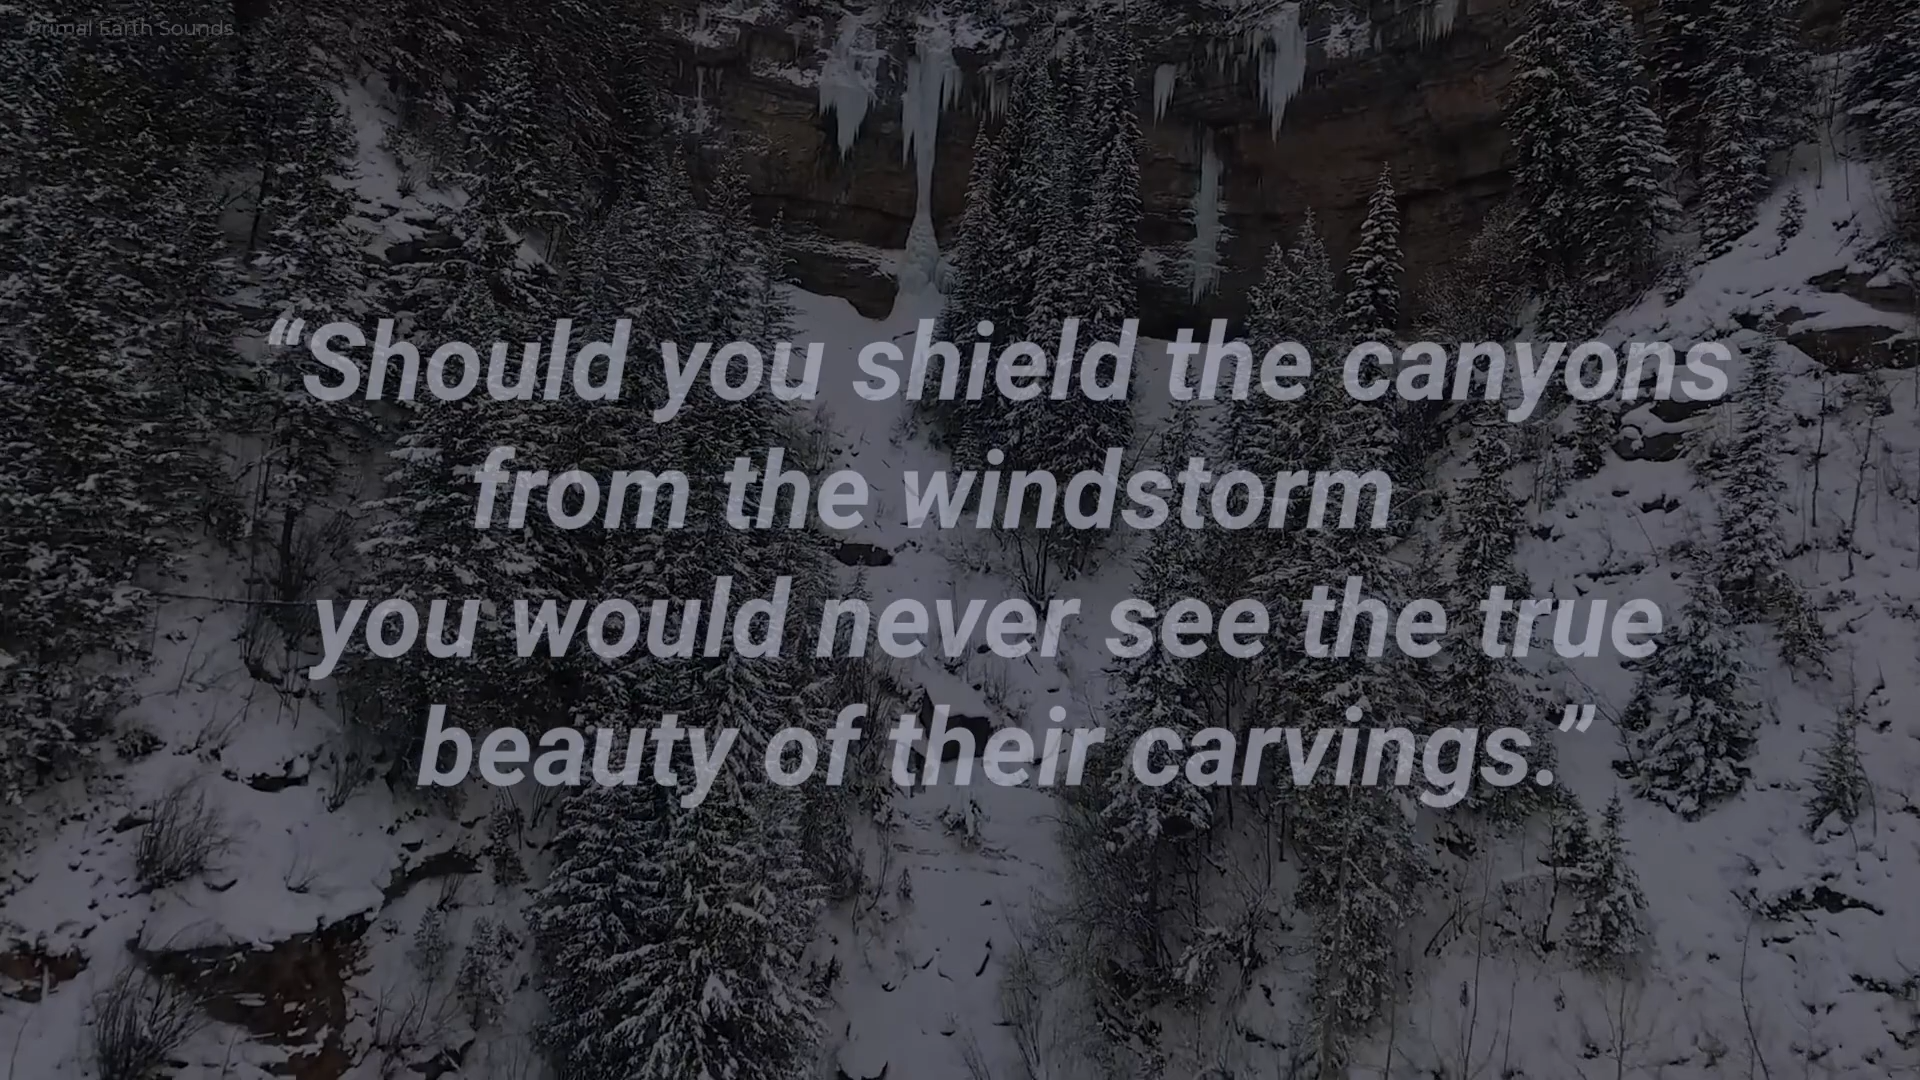 Primal Earth Sounds
“Should you shield the canyons
from the windstorm
you would never see the true
beauty of their carvings.”